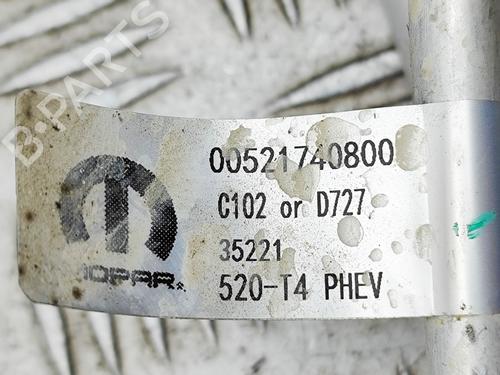 B-PARTS
00521740800
C102 or D727
35221
MOPAR®
520-T4 PHEV